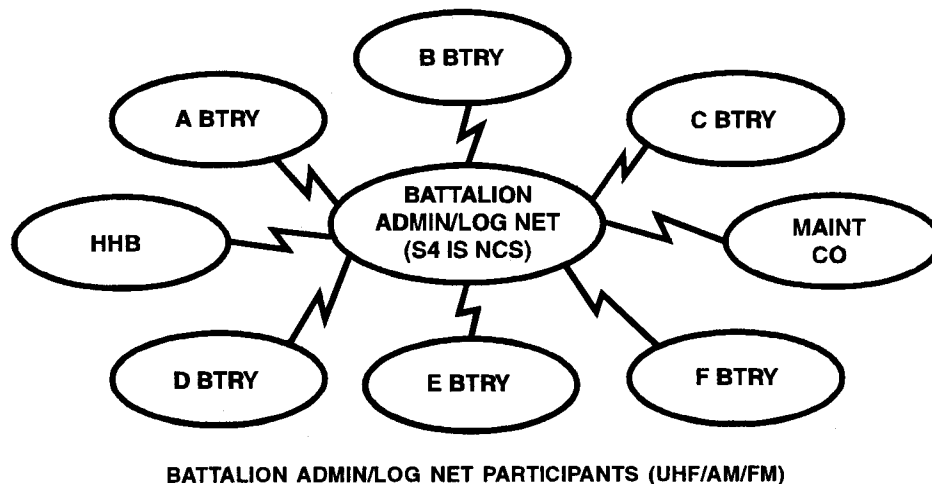 B BTRY
A BTRY
C BTRY
BATTALION
ADMIN/LOG NET
(S4 IS NCS)
HHB
MAINT
CO
D BTRY
E BTRY
F BTRY
BATTALION ADMIN/LOG NET PARTICIPANTS (UHF/AM/FM)